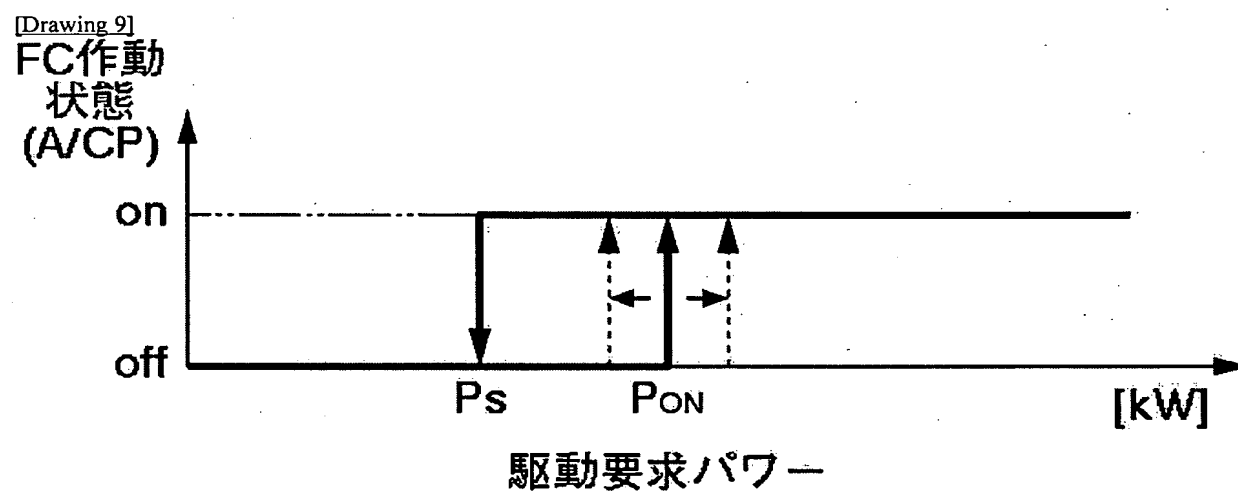 [Drawing 9]
FC作動
状態
(A/CP)
on
off
Ps
PON
[kW]
駆動要求パワー